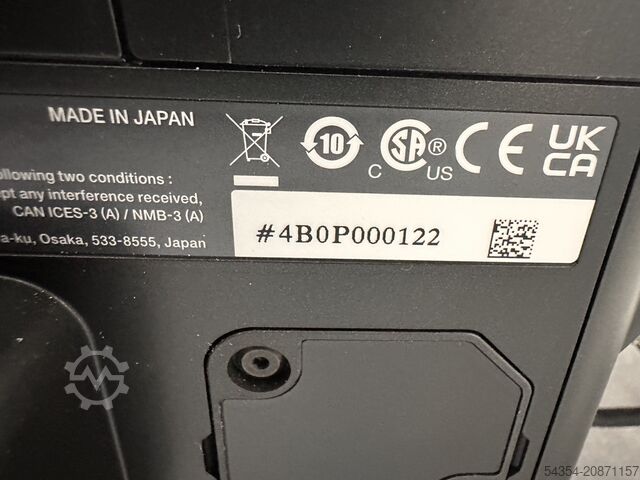 MADE IN JAPAN
10
C SA ® US
CE
UK
CA
ollowing two conditions :
pt any interference received,
CAN ICES-3 (A) / NMB-3 (A)
a-ku, Osaka, 533-8555, Japan
#4B0P000122
54354-20871157